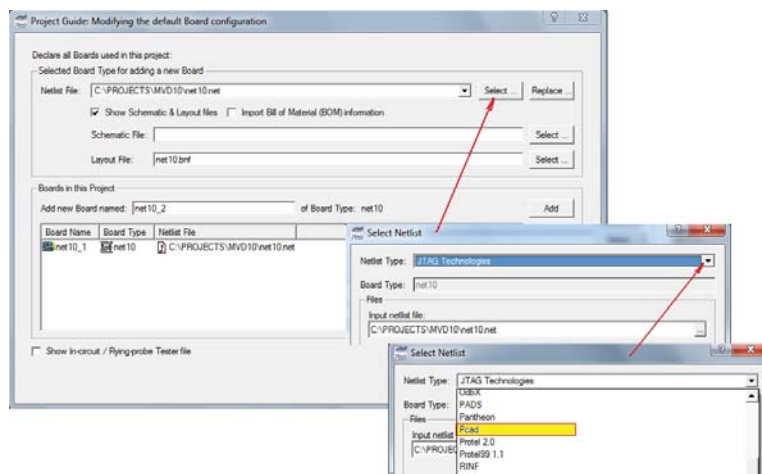 Project Guide: Modifying the default Board configuration
Declare all Boards used in this project:
Selected Board Type for adding a new Board
Netlist File: C:\PROJECTS\MVD10\net10.net Select ... Replace ...
Show Schematic & Layout files Import Bill of Material (BOM) information
Schematic File: Select ...
Layout File: net10.bnf Select ...
Boards in this Project
Add new Board named: net10_2 of Board Type: net10 Add
Board Name Board Type Netlist File
net10_1 net10 C:\PROJECTS\MVD10\net10.net
Show In-circuit / Flying-probe Tester file
Select Netlist
Netlist Type: JTAG Technologies
Board Type: net10
Files
Input netlist file:
C:\PROJECTS\MVD10\net10.net ...
Select Netlist
Netlist Type: JTAG Technologies
OdbX
Board Type: PADS
Files Pantheon
Pcad
Input netlist Protel 2.0
C:\PROJEC Protel99 1.1
RINF